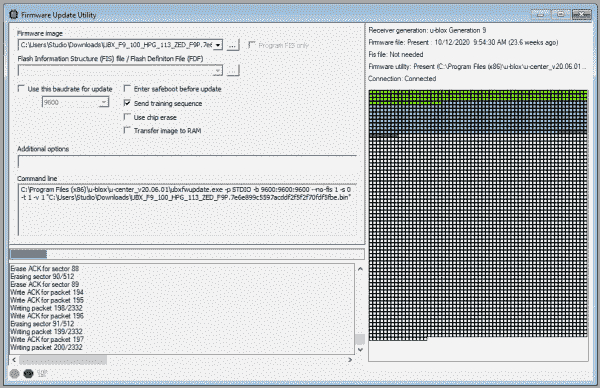 Firmware Update Utility
Firmware image
C:\Users\Studio\Downloads\UBX_F9_100_HPG_113_ZED_F9P.7e6
...
Program FIS only
Flash Information Structure (FIS) file / Flash Definition File (FDF)
...
Use this baudrate for update
9600
Enter safeboot before update
Send training sequence
Use chip erase
Transfer image to RAM
Additional options
Command line
C:\Program Files (x86)\u-blox\u-center_v20.06.01\ubxfwupdate.exe -p STDIO -b 9600:9600:9600 --no-fis 1 -s 0
-t 1 -v 1
Erase ACK for sector 88
Erasing sector 90/512
Erase ACK for sector 89
Write ACK for packet 194
Write ACK for packet 195
Writing packet 198/2332
Write ACK for packet 196
Erasing sector 91/512
Writing packet 199/2332
Write ACK for packet 197
Writing packet 200/2332
Receiver generation: u-blox Generation 9
Firmware file: Present : 10/12/2020 9:54:30 AM (23.6 weeks ago)
Fis file: Not needed
Firmware utility: Present (C:\Program Files (x86)\u-blox\u-center_v20.06.01 ...
Connection: Connected